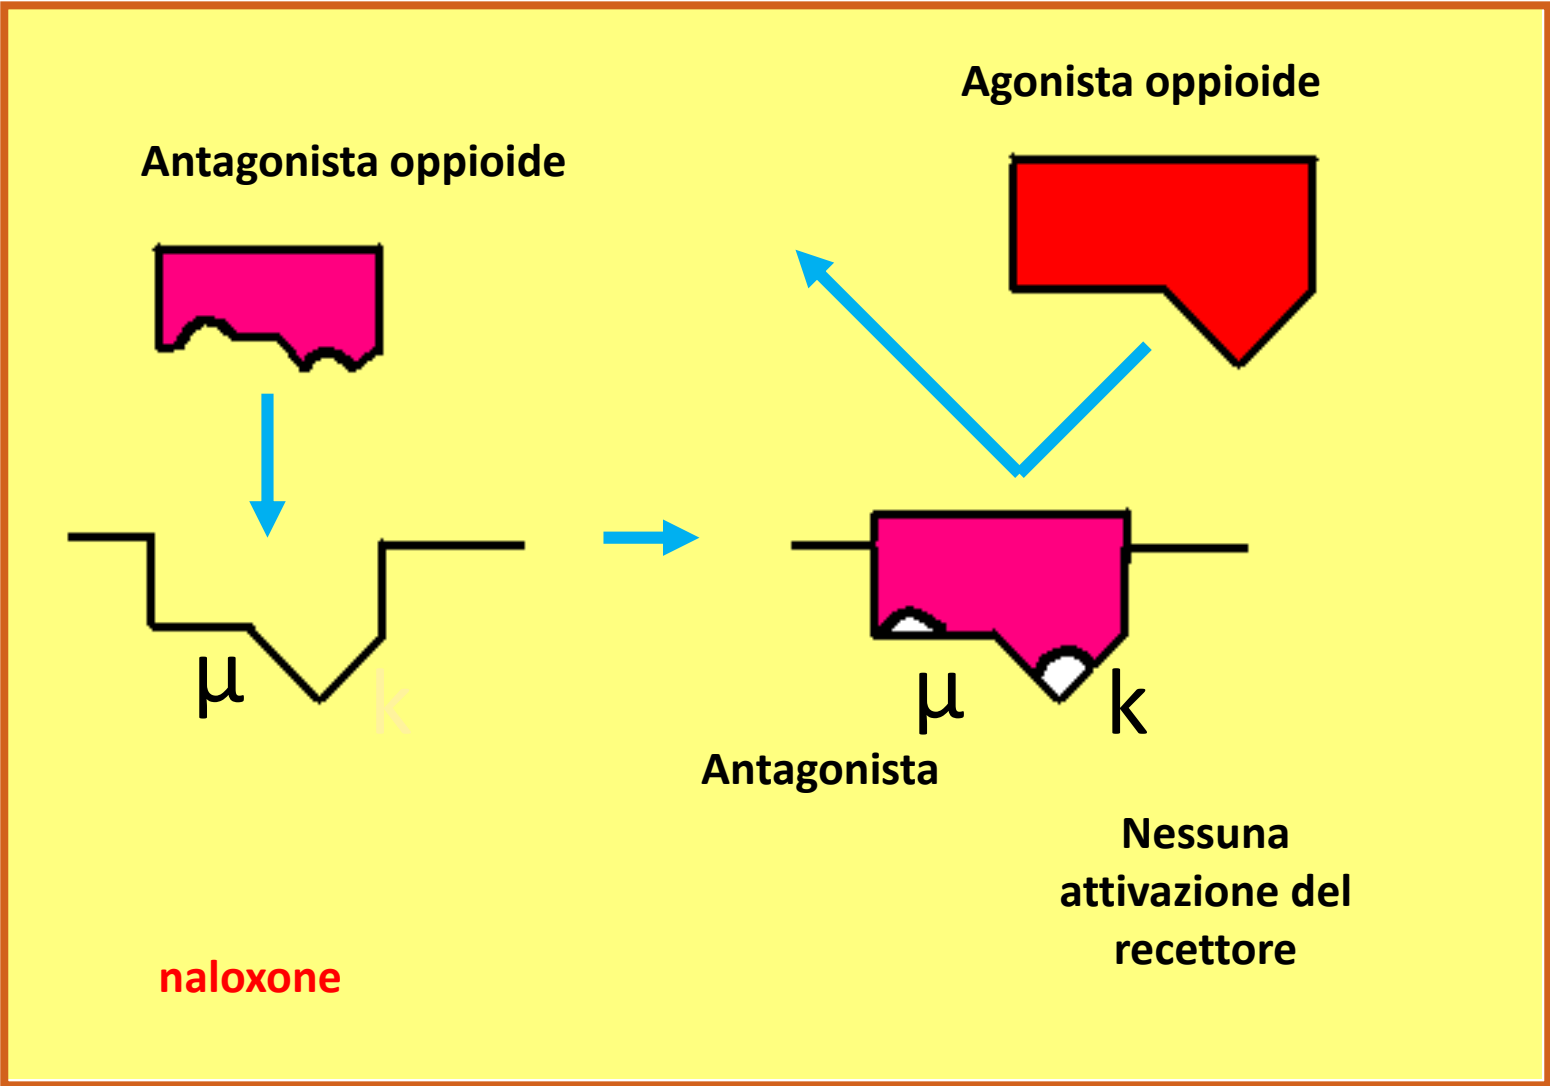 Agonista oppioide
Antagonista oppioide
μ
k
μ
k
Antagonista
Nessuna
attivazione del
recettore
naloxone